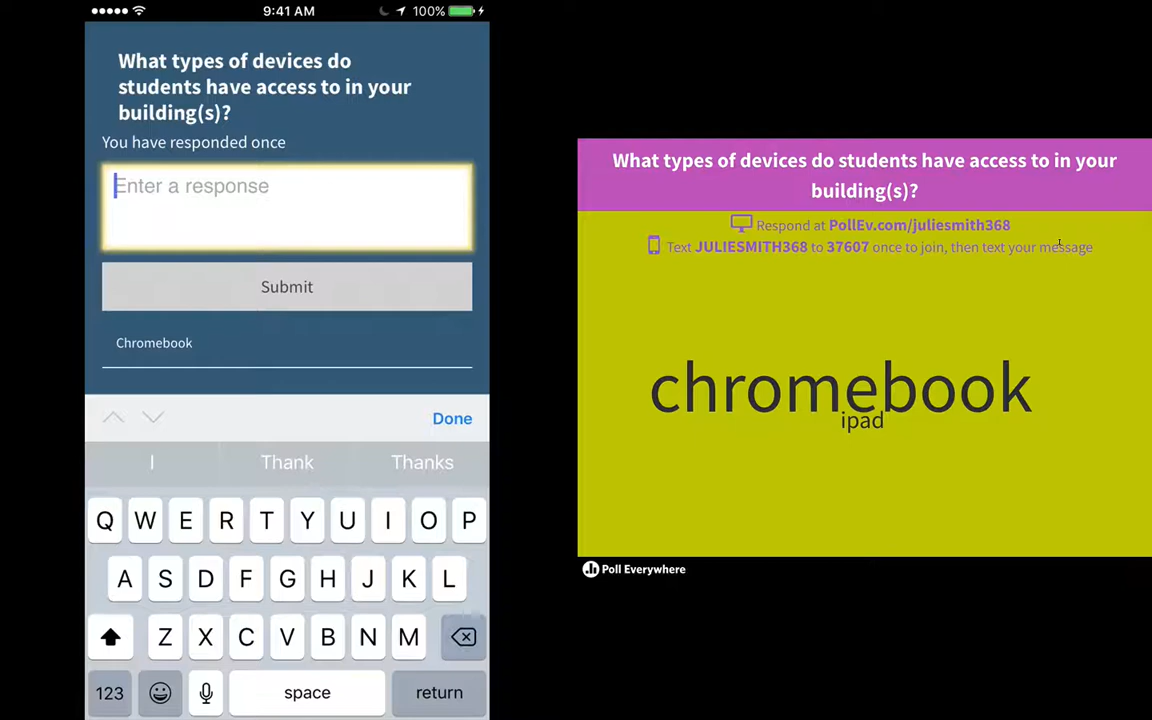 9:41 AM
100%
What types of devices do
students have access to in your
building(s)?
You have responded once
Enter a response
Submit
Chromebook
Done
I Thank Thanks
Q W E R T Y U I O P
A S D F G H J K L
Z X C V B N M
123 space return
What types of devices do students have access to in your
building(s)?
Respond at PollEv.com/juliesmith368
Text JULIESMITH368 to 37607 once to join, then text your message
chromebook
ipad
Poll Everywhere